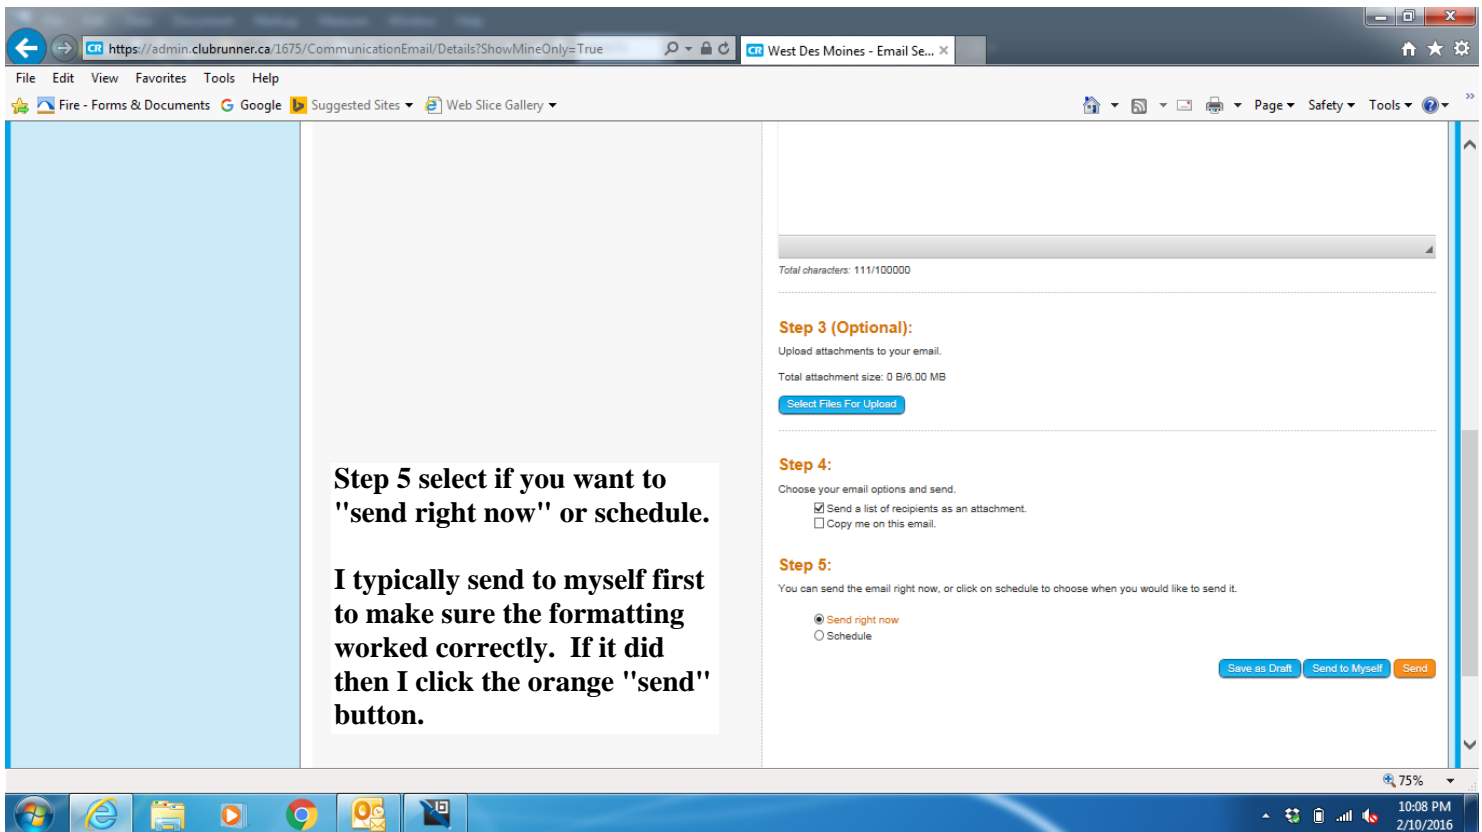 https://admin.clubrunner.ca/1675/CommunicationEmail/Details?ShowMineOnly=True
CR West Des Moines - Email Se...
File Edit View Favorites Tools Help
Fire - Forms & Documents Google Suggested Sites Web Slice Gallery Page Safety Tools
Total characters: 111/100000
Step 3 (Optional):
Upload attachments to your email.
Total attachment size: 0 B/6.00 MB
Select Files For Upload
Step 4:
Choose your email options and send.
Send a list of recipients as an attachment.
Copy me on this email.
Step 5:
You can send the email right now, or click on schedule to choose when you would like to send it.
Send right now
Schedule
Save as Draft Send to Myself Send
Step 5 select if you want to
"send right now" or schedule.
I typically send to myself first
to make sure the formatting
worked correctly. If it did
then I click the orange "send"
button.
75%
10:08 PM
2/10/2016